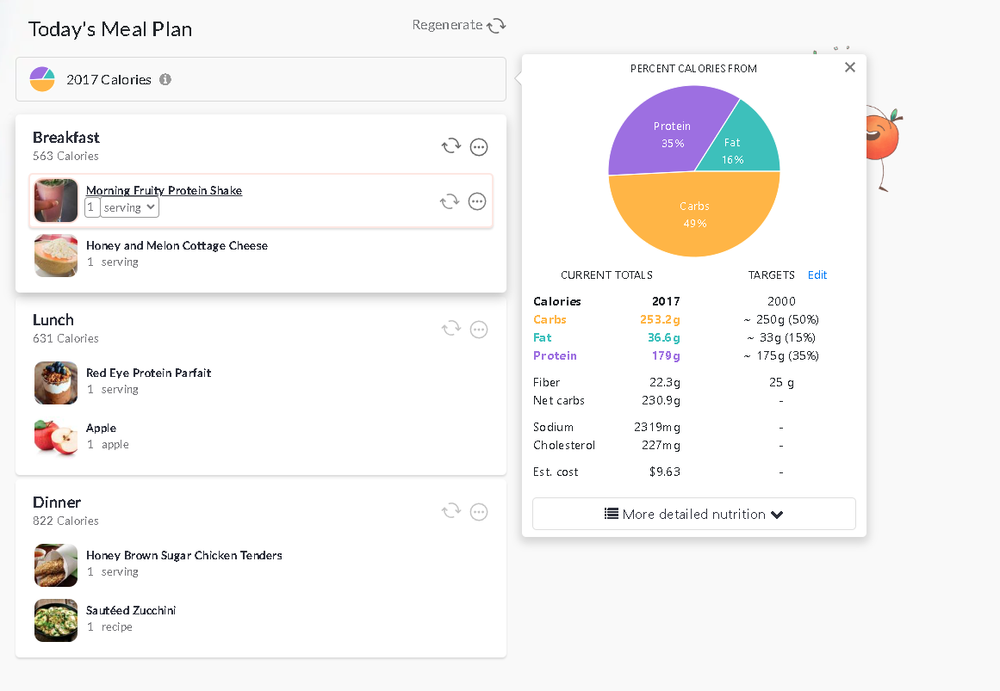 Today's Meal Plan
Regenerate
2017 Calories
Breakfast
563 Calories
Morning Fruity Protein Shake
1 serving
Honey and Melon Cottage Cheese
1 serving
Lunch
631 Calories
Red Eye Protein Parfait
1 serving
Apple
1 apple
Dinner
822 Calories
Honey Brown Sugar Chicken Tenders
1 serving
Sautéed Zucchini
1 recipe
PERCENT CALORIES FROM
Protein
35%
Fat
16%
Carbs
49%
CURRENT TOTALS TARGETS Edit
Calories 2017 2000
Carbs 253.2g ~ 250g (50%)
Fat 36.6g ~ 33g (15%)
Protein 179g ~ 175g (35%)
Fiber 22.3g 25 g
Net carbs 230.9g -
Sodium 2319mg -
Cholesterol 227mg -
Est. cost $9.63 -
More detailed nutrition